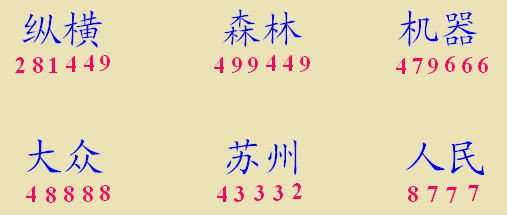 纵横 森林 机器
281449 499449 479666
大众 苏州 人民
48888 43332 8777